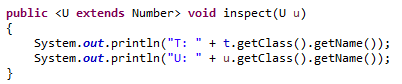 public <U extends Number> void inspect(U u)
{
    System.out.println("T: " + t.getClass().getName());
    System.out.println("U: " + u.getClass().getName());
}